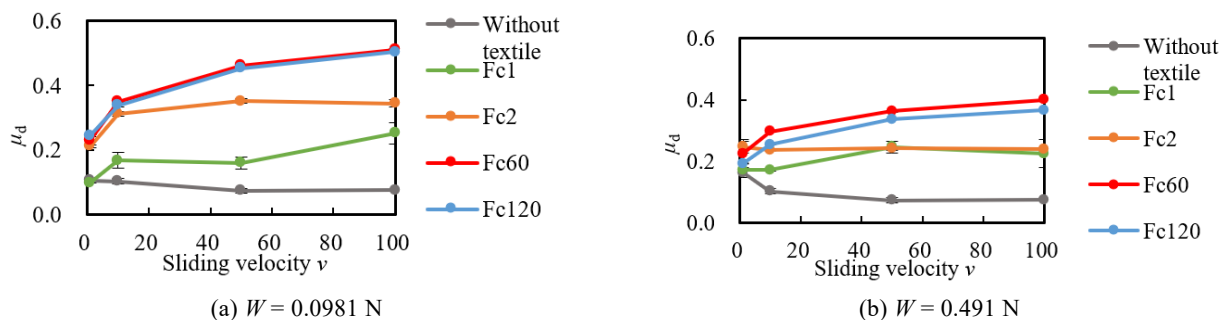 0.6
0.4
0.2
0.0
μd
0 20 40 60 80 100
Sliding velocity v
Without
textile
Fc1
Fc2
Fc60
Fc120
(a) W = 0.0981 N
0.6
0.4
0.2
0.0
μd
0 20 40 60 80 100
Sliding velocity v
Without
textile
Fc1
Fc2
Fc60
Fc120
(b) W = 0.491 N